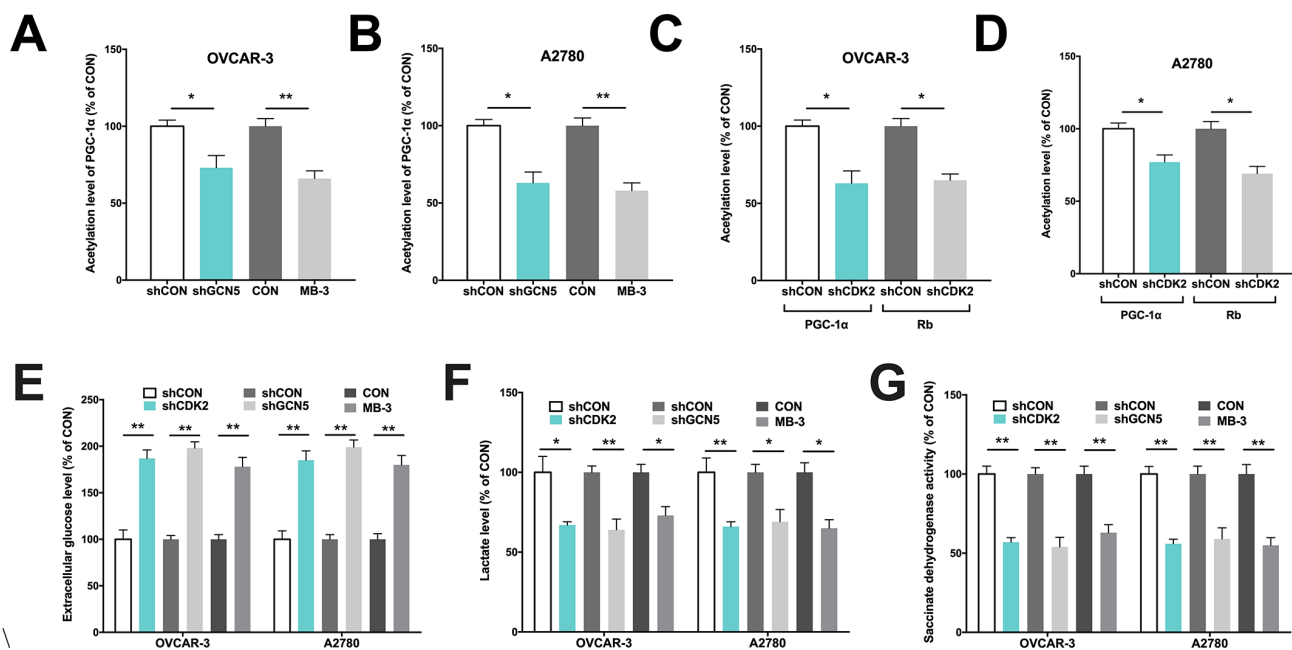 A
OVCAR-3
Acetylation level of PGC-1α (% of CON)
150
100
50
0
* **
shCON shGCN5 CON MB-3
B
A2780
Acetylation level of PGC-1α (% of CON)
150
100
50
0
* **
shCON shGCN5 CON MB-3
C
OVCAR-3
Acetylation level (% of CON)
150
100
50
0
* *
shCON shCDK2 shCON shCDK2
PGC-1α Rb
D
A2780
Acetylation level (% of CON)
150
100
50
0
* *
shCON shCDK2 shCON shCDK2
PGC-1α Rb
E
shCON shCON CON
shCDK2 shGCN5 MB-3
Extracellular glucose level (% of CON)
250
200
150
100
50
0
** ** ** ** ** **
OVCAR-3 A2780
F
shCON shCON CON
shCDK2 shGCN5 MB-3
Lactate level (% of CON)
150
100
50
0
* ** * ** * *
OVCAR-3 A2780
G
shCON shCON CON
shCDK2 shGCN5 MB-3
Succinate dehydrogenase activity (% of CON)
150
100
50
0
** ** ** ** ** **
OVCAR-3 A2780
\